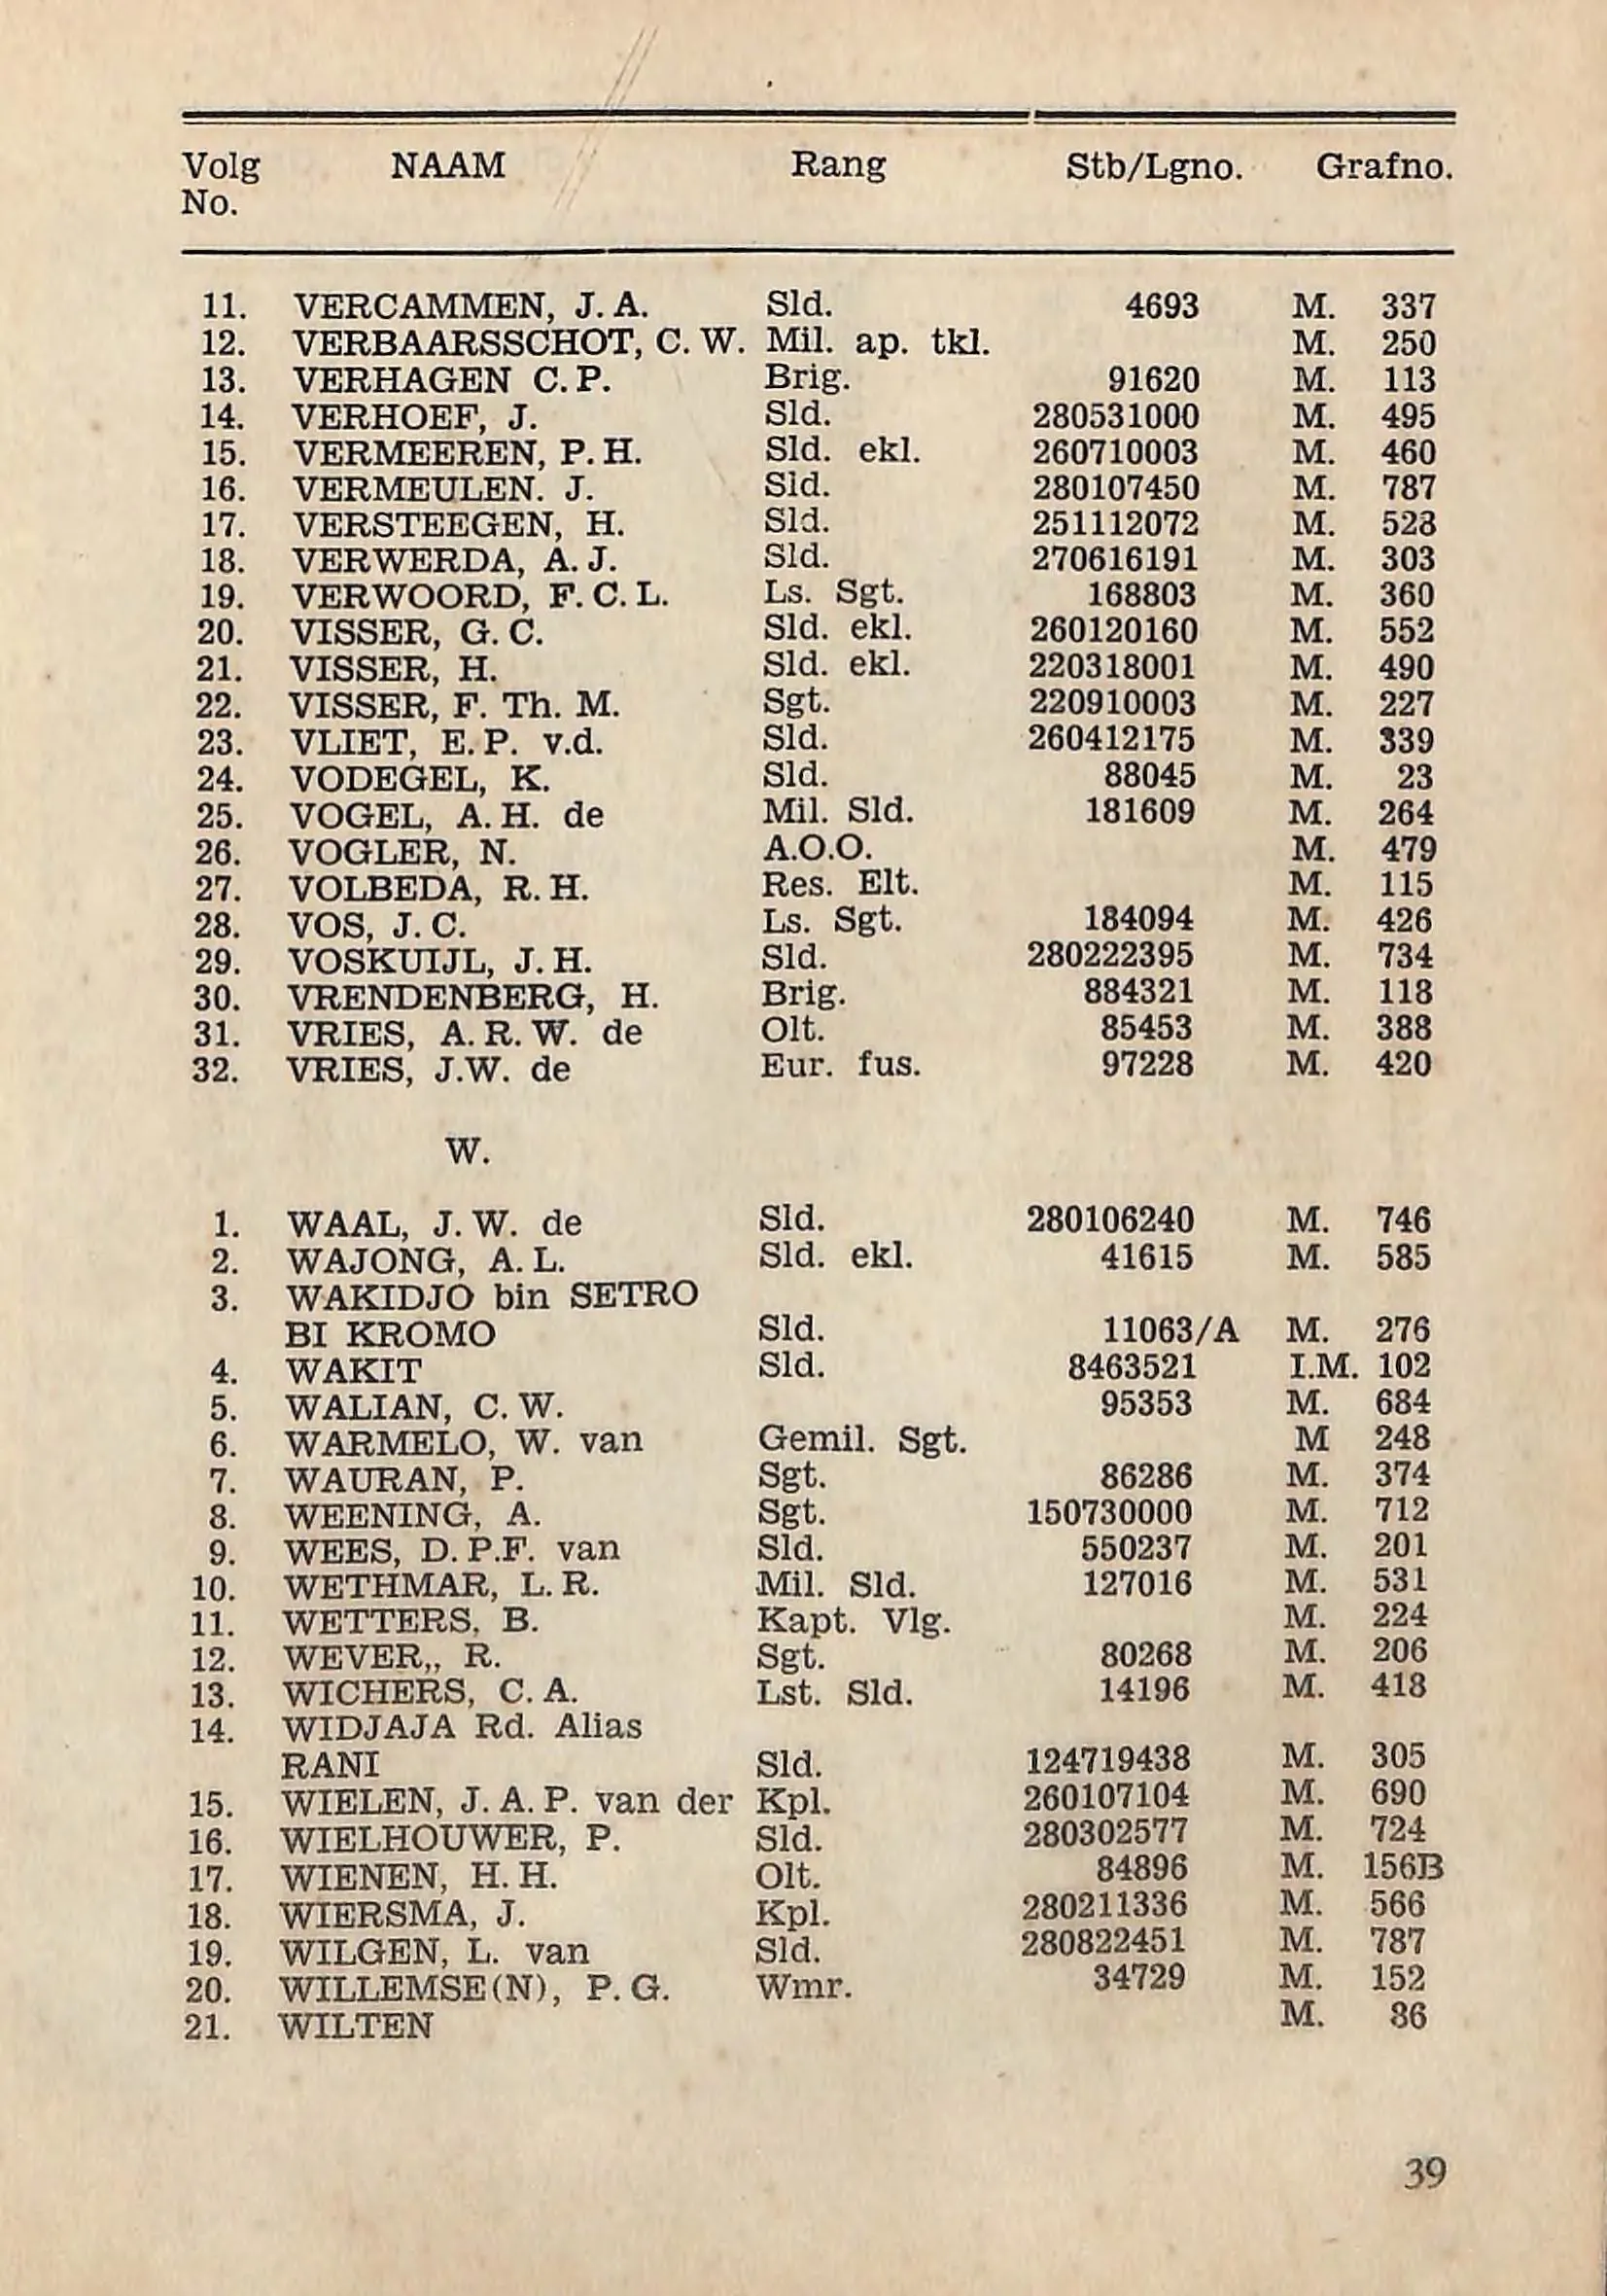 Volg NAAM Rang Stb/Lgno. Grafno.
No.
11. VERCAMMEN, J. A. Sld. 4693 M. 337
12. VERBAARSSCHOT, C. W. Mil. ap. tkl. M. 250
13. VERHAGEN C. P. Brig. 91620 M. 113
14. VERHOEF, J. Sld. 280531000 M. 495
15. VERMEEREN, P. H. Sld. ekl. 260710003 M. 460
16. VERMEULEN. J. Sld. 280107450 M. 787
17. VERSTEEGEN, H. Sld. 251112072 M. 528
18. VERWERDA, A. J. Sld. 270616191 M. 303
19. VERWOORD, F. C. L. Ls. Sgt. 168803 M. 360
20. VISSER, G. C. Sld. ekl. 260120160 M. 552
21. VISSER, H. Sld. ekl. 220318001 M. 490
22. VISSER, F. Th. M. Sgt. 220910003 M. 227
23. VLIET, E. P. v.d. Sld. 260412175 M. 339
24. VODEGEL, K. Sld. 88045 M. 23
25. VOGEL, A. H. de Mil. Sld. 181609 M. 264
26. VOGLER, N. A.O.O. M. 479
27. VOLBEDA, R. H. Res. Elt. M. 115
28. VOS, J. C. Ls. Sgt. 184094 M. 426
29. VOSKUIJL, J. H. Sld. 280222395 M. 734
30. VRENDENBERG, H. Brig. 884321 M. 118
31. VRIES, A. R. W. de Olt. 85453 M. 388
32. VRIES, J.W. de Eur. fus. 97228 M. 420
W.
1. WAAL, J. W. de Sld. 280106240 M. 746
2. WAJONG, A. L. Sld. ekl. 41615 M. 585
3. WAKIDJO bin SETRO
BI KROMO Sld. 11063/A M. 276
4. WAKIT Sld. 8463521 I.M. 102
5. WALIAN, C. W. 95353 M. 684
6. WARMELO, W. van Gemil. Sgt. M 248
7. WAURAN, P. Sgt. 86286 M. 374
8. WEENING, A. Sgt. 150730000 M. 712
9. WEES, D. P.F. van Sld. 550237 M. 201
10. WETHMAR, L. R. Mil. Sld. 127016 M. 531
11. WETTERS. B. Kapt. Vlg. M. 224
12. WEVER,, R. Sgt. 80268 M. 206
13. WICHERS, C. A. Lst. Sld. 14196 M. 418
14. WIDJAJA Rd. Alias
RANI Sld. 124719438 M. 305
15. WIELEN, J. A. P. van der Kpl. 260107104 M. 690
16. WIELHOUWER, P. Sld. 280302577 M. 724
17. WIENEN, H. H. Olt. 84896 M. 156B
18. WIERSMA, J. Kpl. 280211336 M. 566
19. WILGEN, L. van Sld. 280822451 M. 787
20. WILLEMSE(N), P. G. Wmr. 34729 M. 152
21. WILTEN M. 86
39